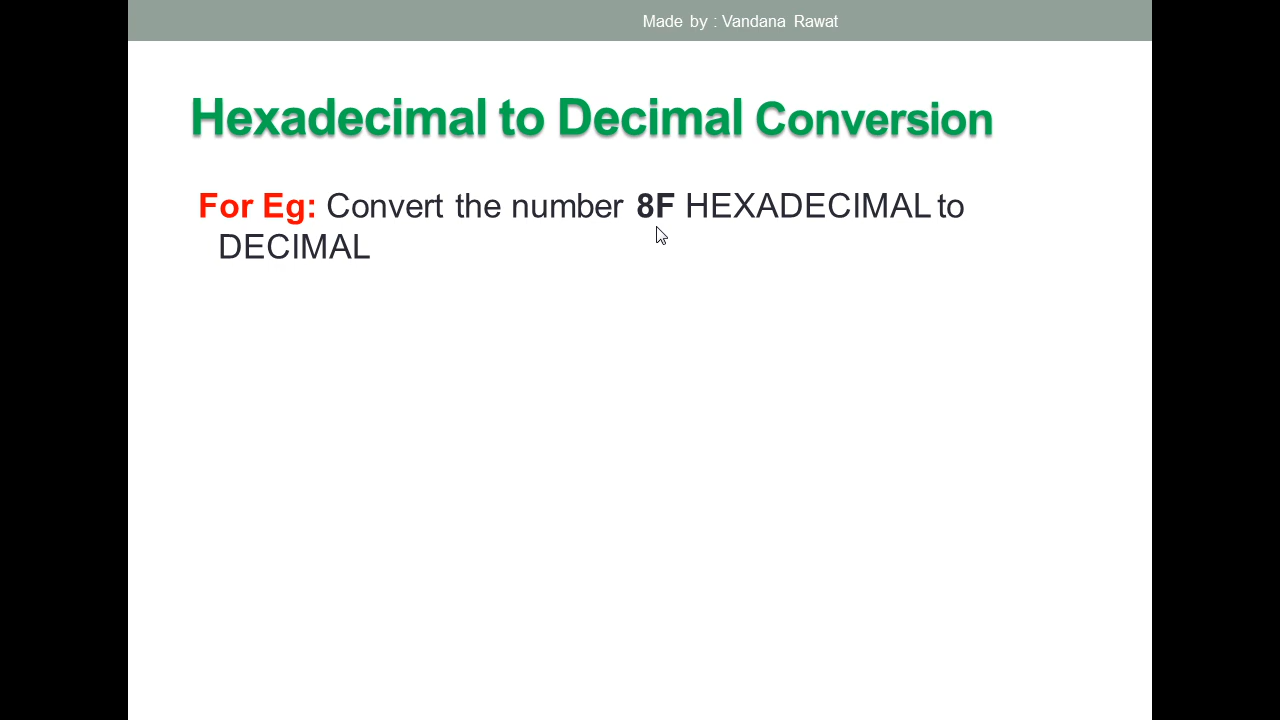 Made by : Vandana Rawat
Hexadecimal to Decimal Conversion
For Eg: Convert the number 8F HEXADECIMAL to
DECIMAL